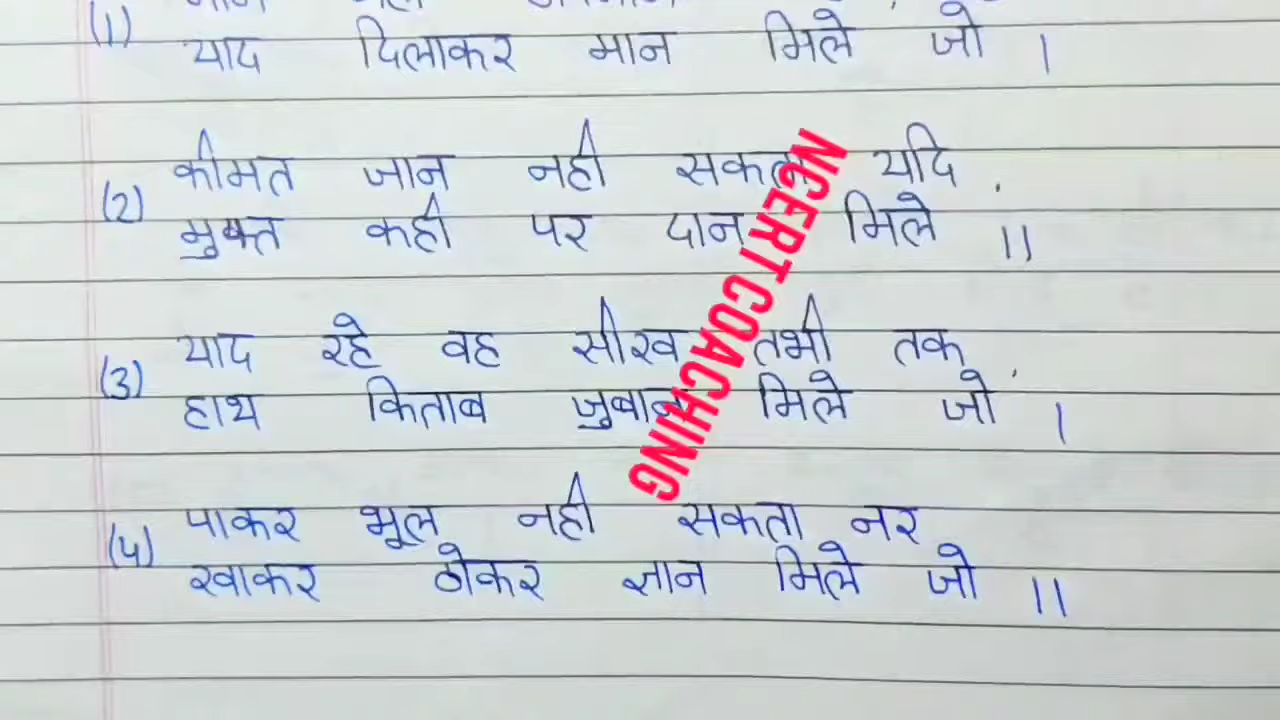 (1)
याद दिलाकर मान मिले जो ।
कीमत जान नही सकता यदि .
(2)
मुक्त कही पर दान मिले ॥
याद रहे वह सीख तभी तक ,
(3)
हाथ किताब जुबान मिले जो ।
पाकर भूल नही सकता नर
(4)
खाकर ठोकर ज्ञान मिले जो ॥
NCERT COACHING